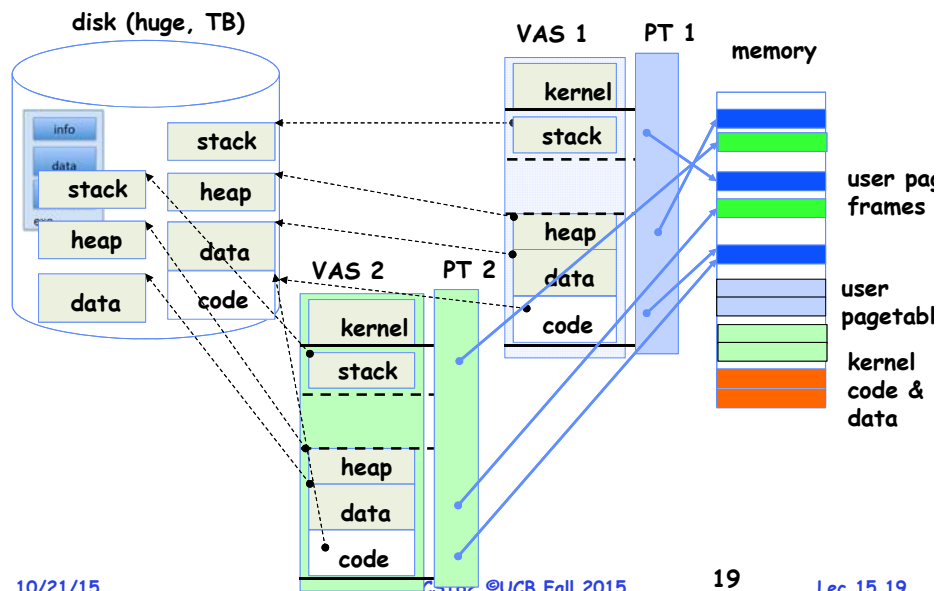 disk (huge, TB)
VAS 1
PT 1
memory
info
data
stack
heap
data
stack
heap
data
code
kernel
stack
heap
data
code
VAS 2
PT 2
kernel
stack
heap
data
code
user pag
frames
user
pagetabl
kernel
code &
data
10/21/15
©UCB Fall 2015
19
Lec 15.19